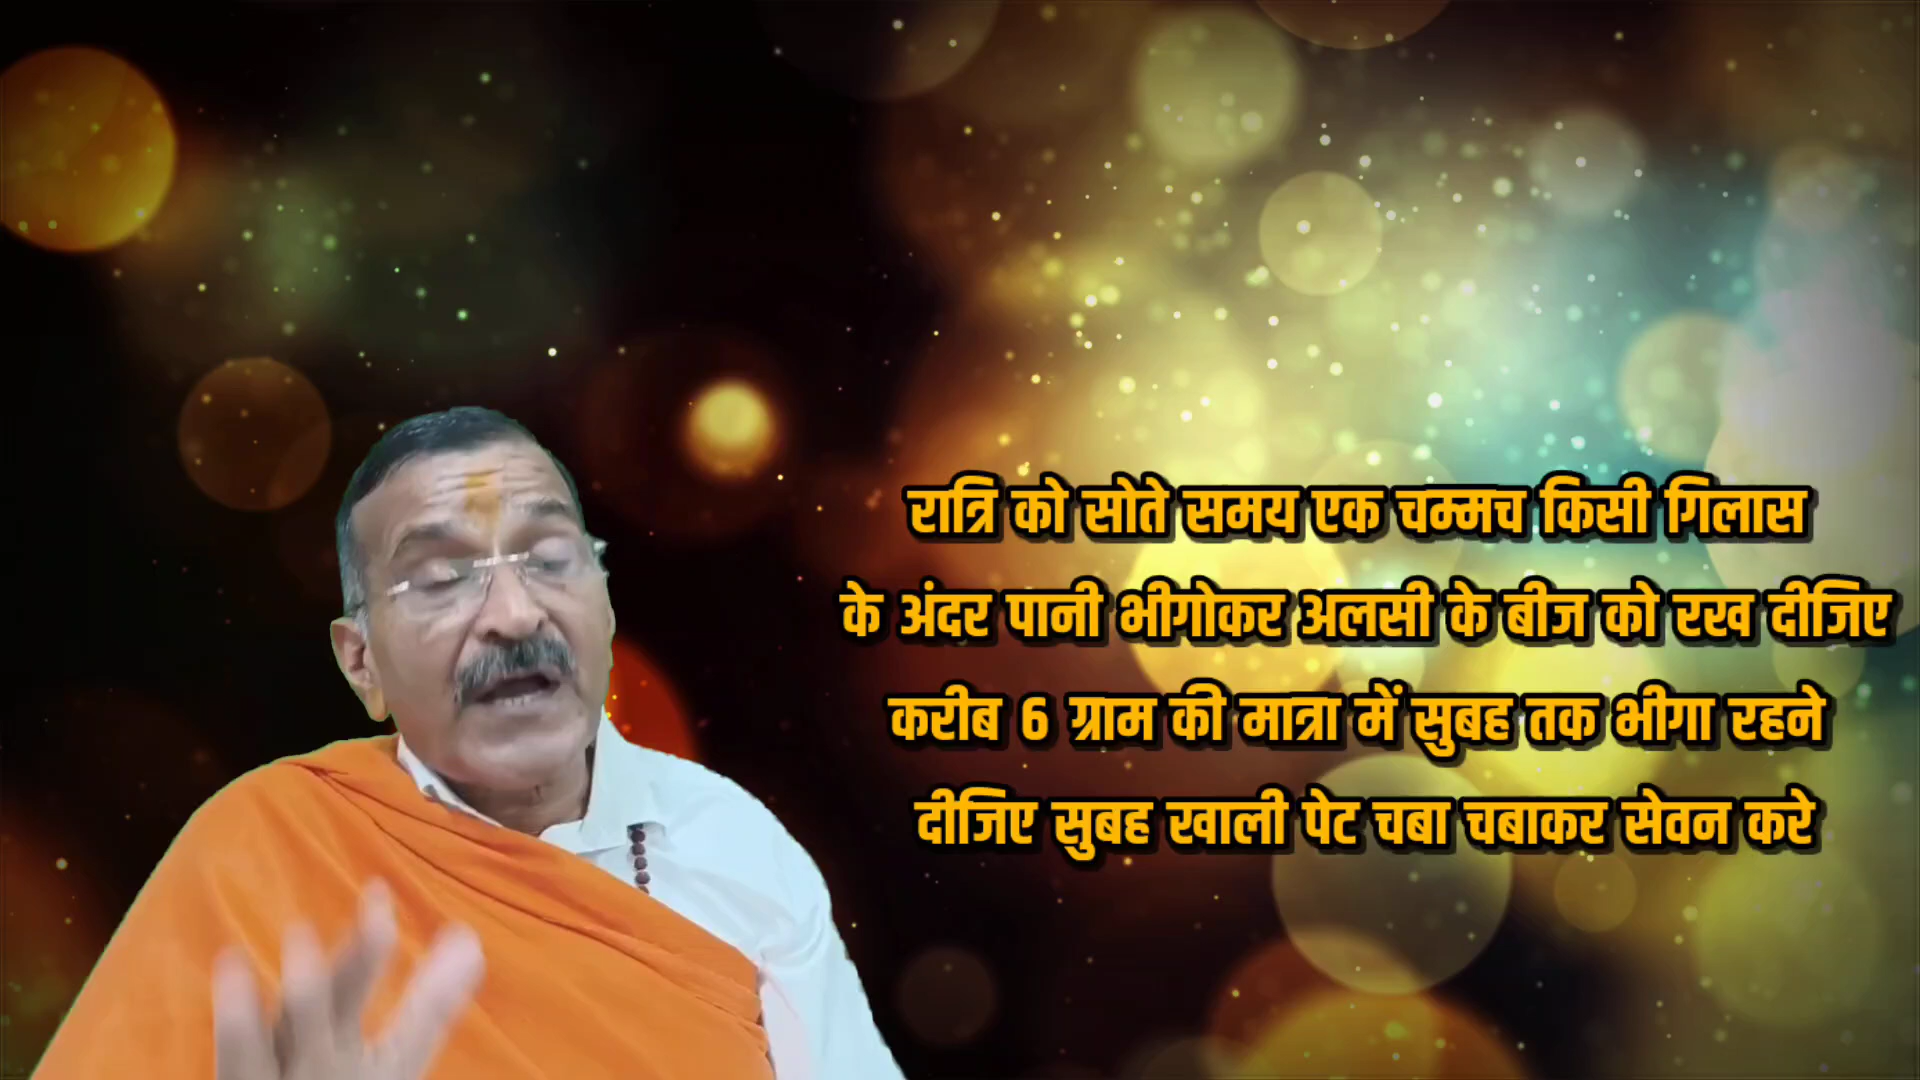 रात्रि को सोते समय एक चम्मच किसी गिलास
के अंदर पानी भीगोकर अलसी के बीज को रख दीजिए
करीब 6 ग्राम की मात्रा में सुबह तक भीगा रहने
दीजिए सुबह खाली पेट चबा चबाकर सेवन करे